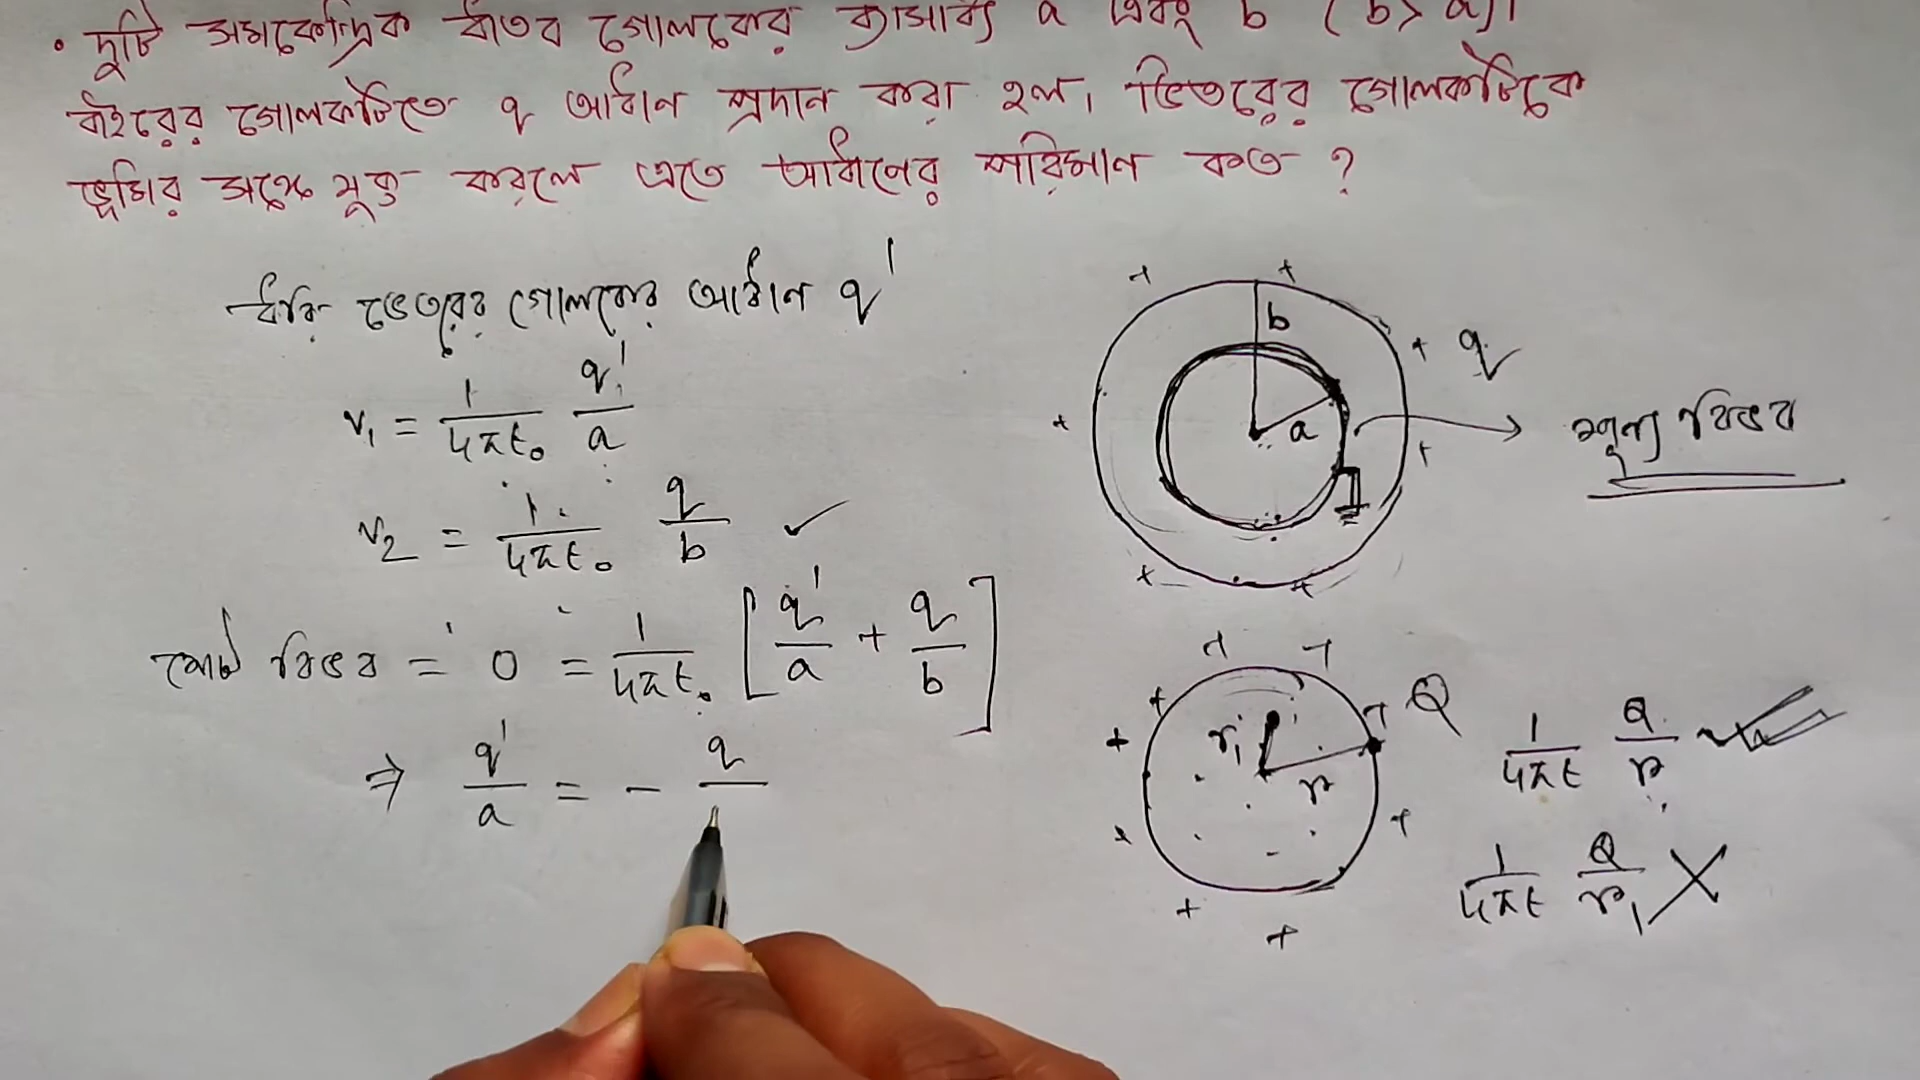 • দুটি সমকেন্দ্রিক ধাতব গোলকের ব্যাসার্ধ a এবং b (b > a)।
বাইরের গোলকটিতে q আধান প্রদান করা হল। ভিতরের গোলকটিকে
ভূমির সঙ্গে যুক্ত করলে এতে আধানের পরিমান কত ?
ধরি ভেতরের গোলকের আধান q'
V₁ = 1/4πε₀ q'/a
V₂ = 1/4πε₀ q/b ✓
মোট বিভব = 0 = 1/4πε₀ [q'/a + q/b]
⇒ q'/a = - q/
b
a
+ q
শূন্য বিভব
Q
r₁
r
1/4πε Q/r
1/4πε Q/r₁ ×